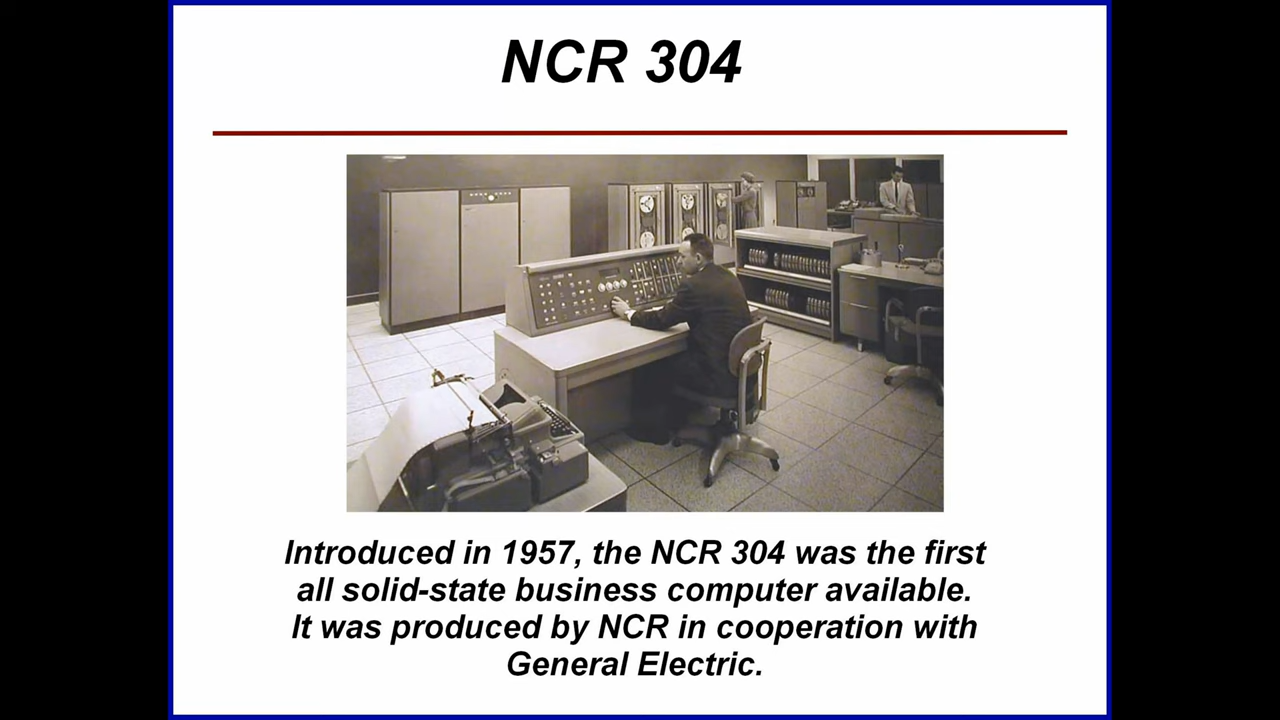 NCR 304
Introduced in 1957, the NCR 304 was the first
all solid-state business computer available.
It was produced by NCR in cooperation with
General Electric.